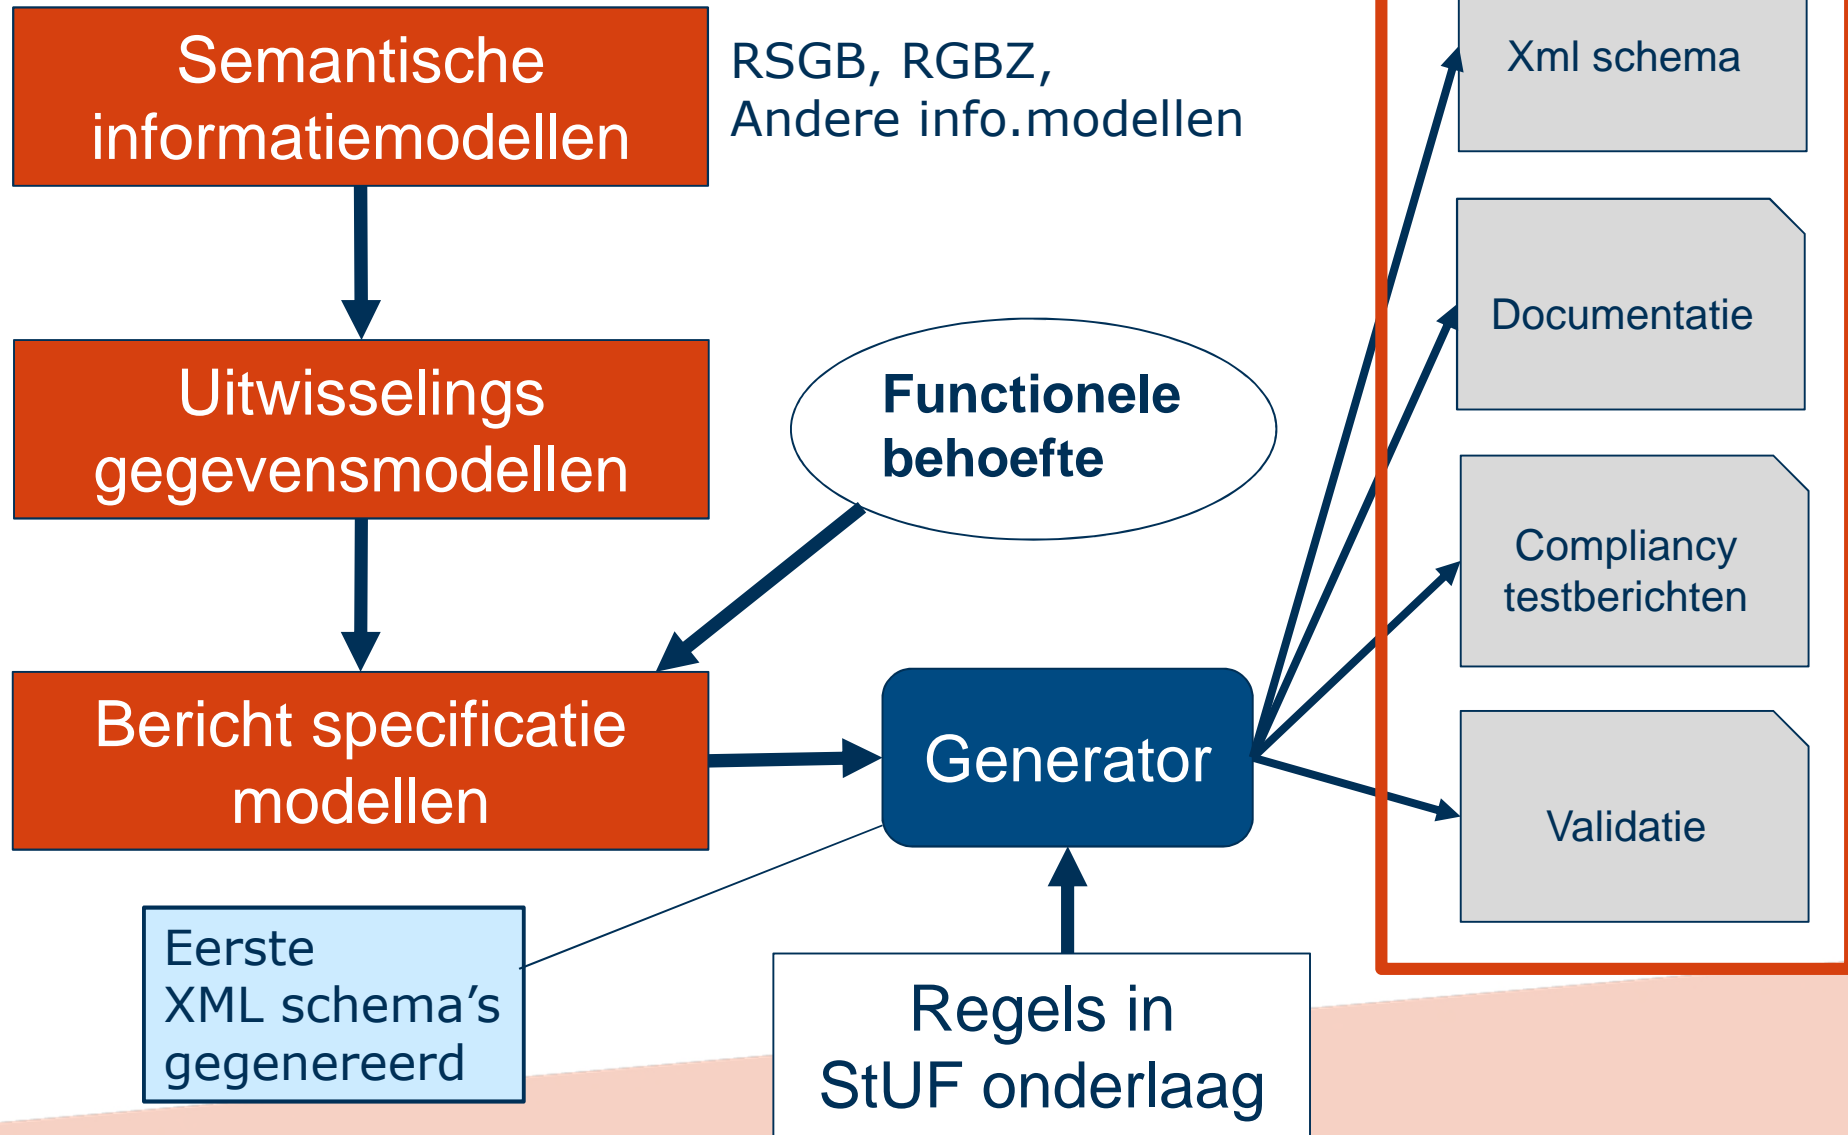 Semantische
informatiemodellen
RSGB, RGBZ,
Andere info.modellen
Xml schema
Documentatie
Uitwisselings
gegevensmodellen
Functionele
behoefte
Compliancy
testberichten
Bericht specificatie
modellen
Generator
Validatie
Eerste
XML schema’s
gegenereerd
Regels in
StUF onderlaag